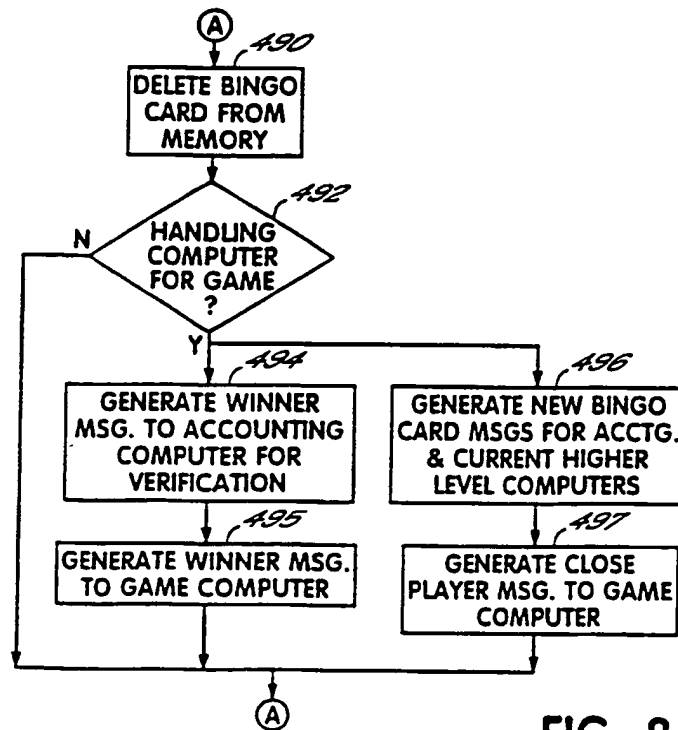 A
490
DELETE BINGO
CARD FROM
MEMORY
492
HANDLING
COMPUTER
FOR GAME
?
N
Y
494
GENERATE WINNER
MSG. TO ACCOUNTING
COMPUTER FOR
VERIFICATION
496
GENERATE NEW BINGO
CARD MSGS FOR ACCTG.
& CURRENT HIGHER
LEVEL COMPUTERS
495
GENERATE WINNER MSG.
TO GAME COMPUTER
497
GENERATE CLOSE
PLAYER MSG. TO GAME
COMPUTER
A